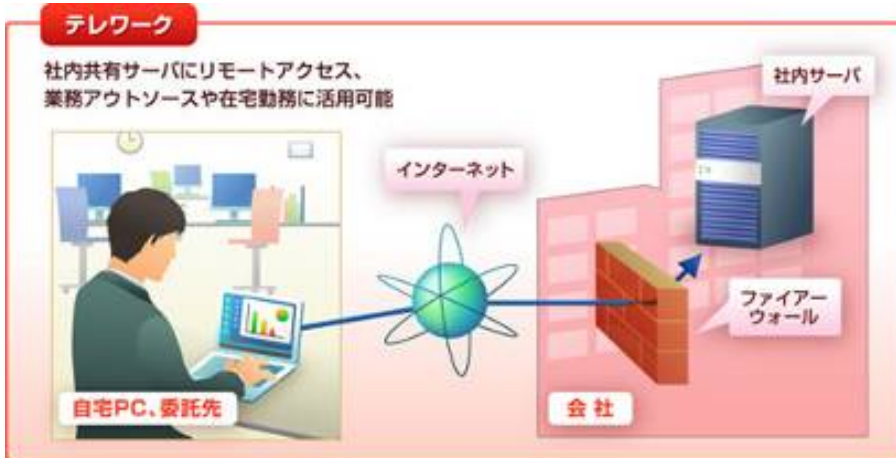 テレワーク
社内共有サーバにリモートアクセス、
業務アウトソースや在宅勤務に活用可能
社内サーバ
インターネット
ファイアー
ウォール
自宅PC、委託先
会社